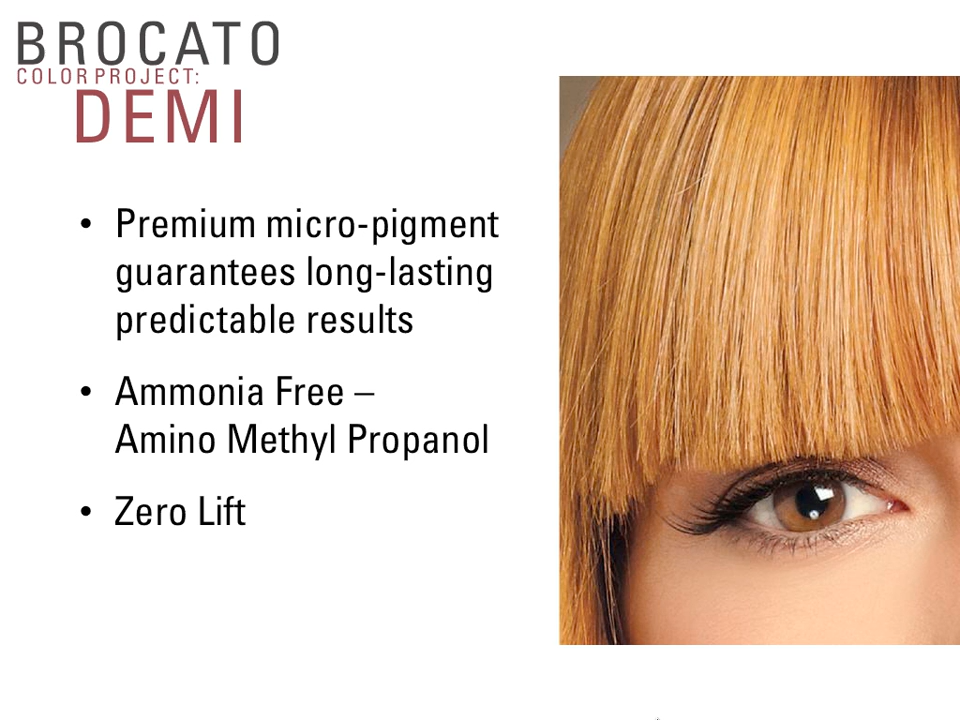 BROCATO
COLOR PROJECT:
DEMI
• Premium micro-pigment
guarantees long-lasting
predictable results
• Ammonia Free –
Amino Methyl Propanol
• Zero Lift